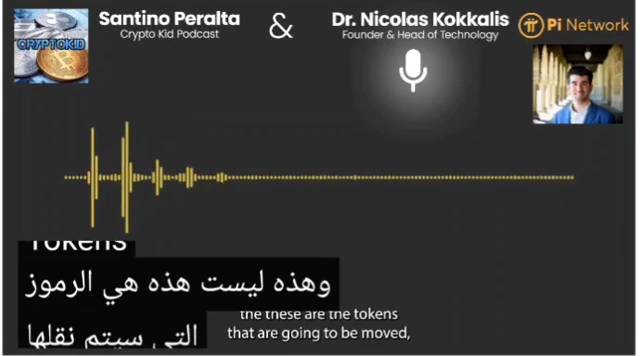 Santino Peralta
Crypto Kid Podcast
&
Dr. Nicolas Kokkalis
Founder & Head of Technology
Pi Network
CRYPTOKID
Tokens
وهذه ليست هذه هي الرموز
التي سيتم نقلها
the these are the tokens
that are going to be moved,